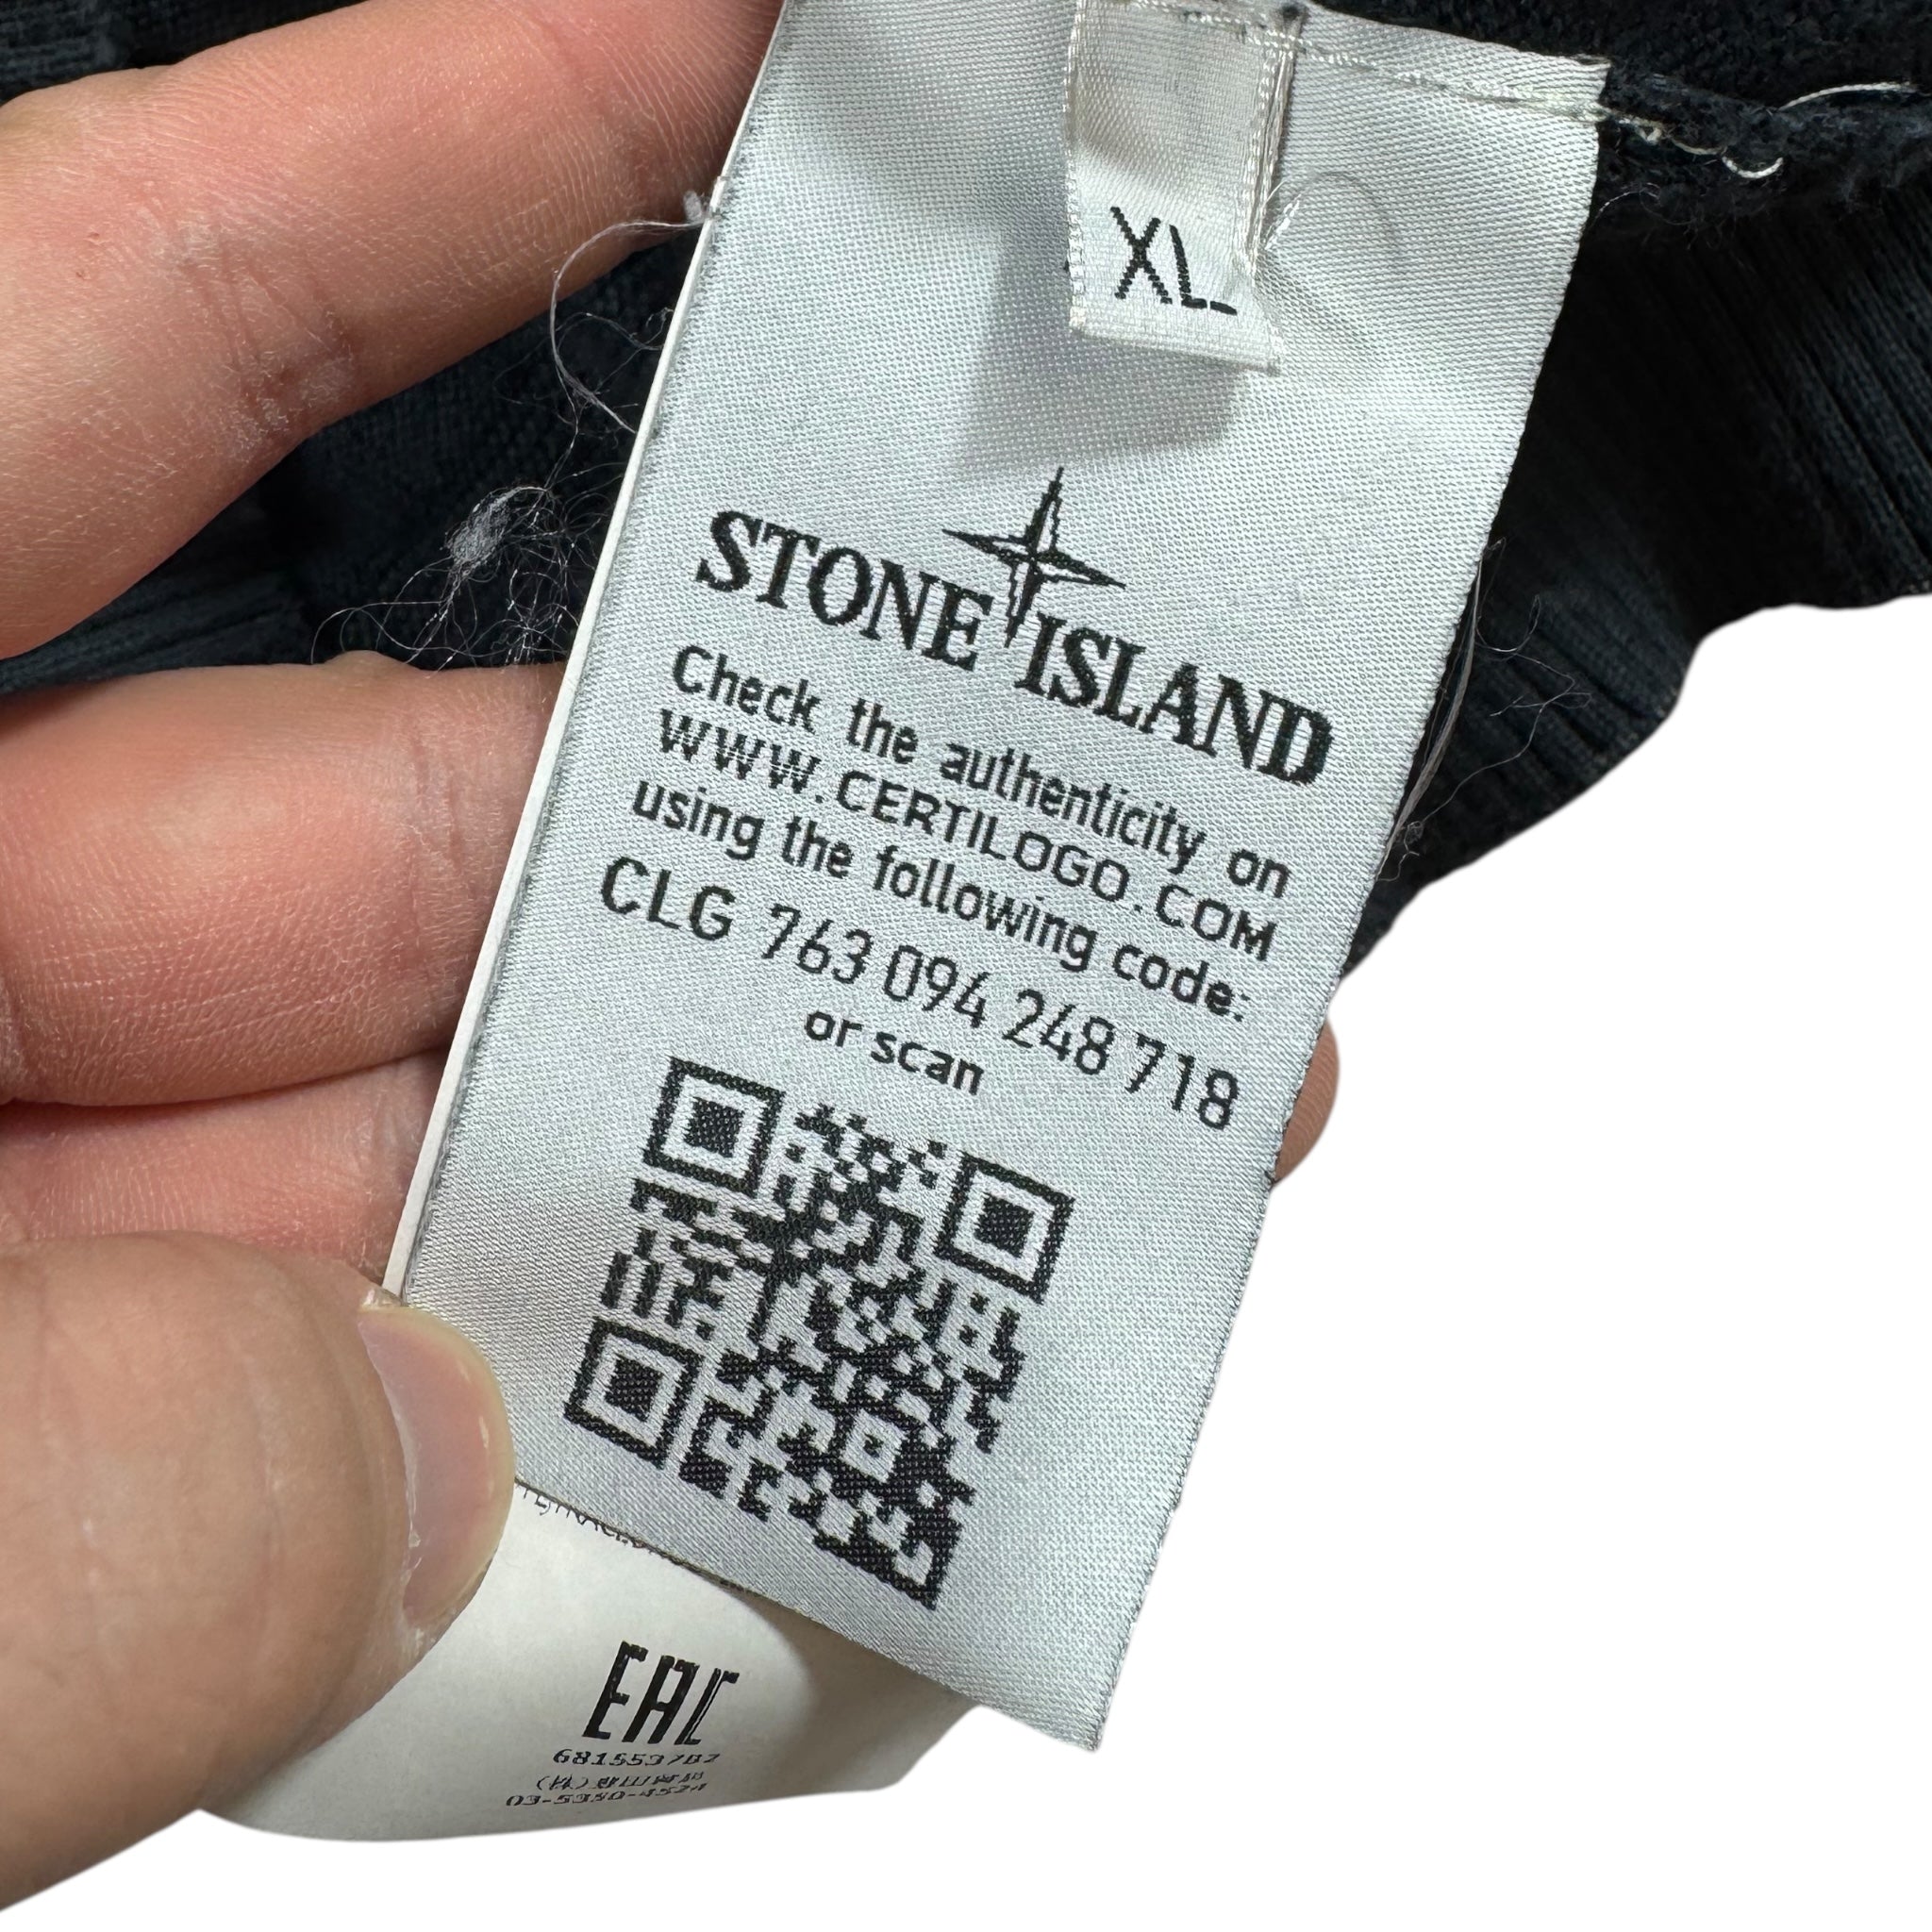 XL
STONE ISLAND
Check the authenticity on
WWW.CERTILOGO.COM
using the following code:
CLG 763 094 248 718
or scan
EAC